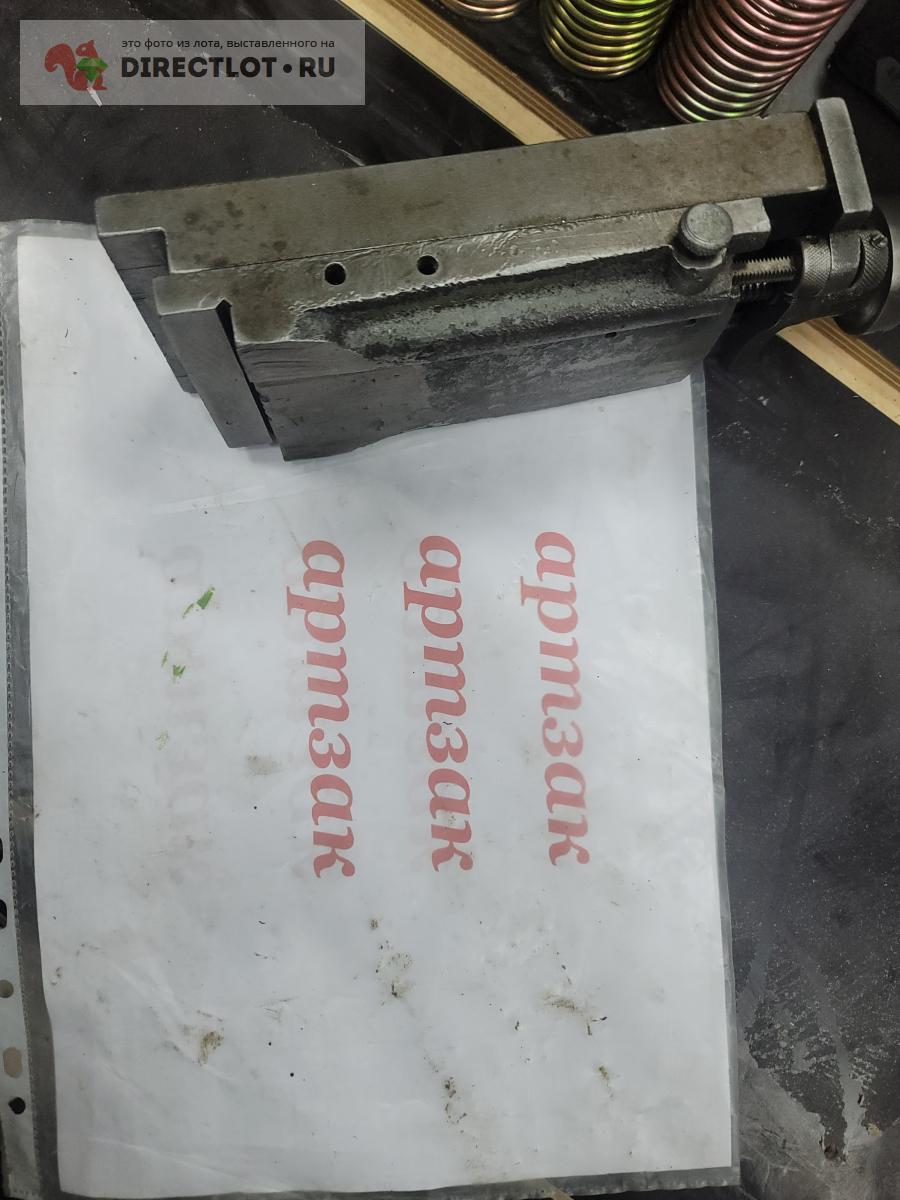 это фото из лота, выставленного на
DIRECTLOT•RU
артзак
артзак
артзак